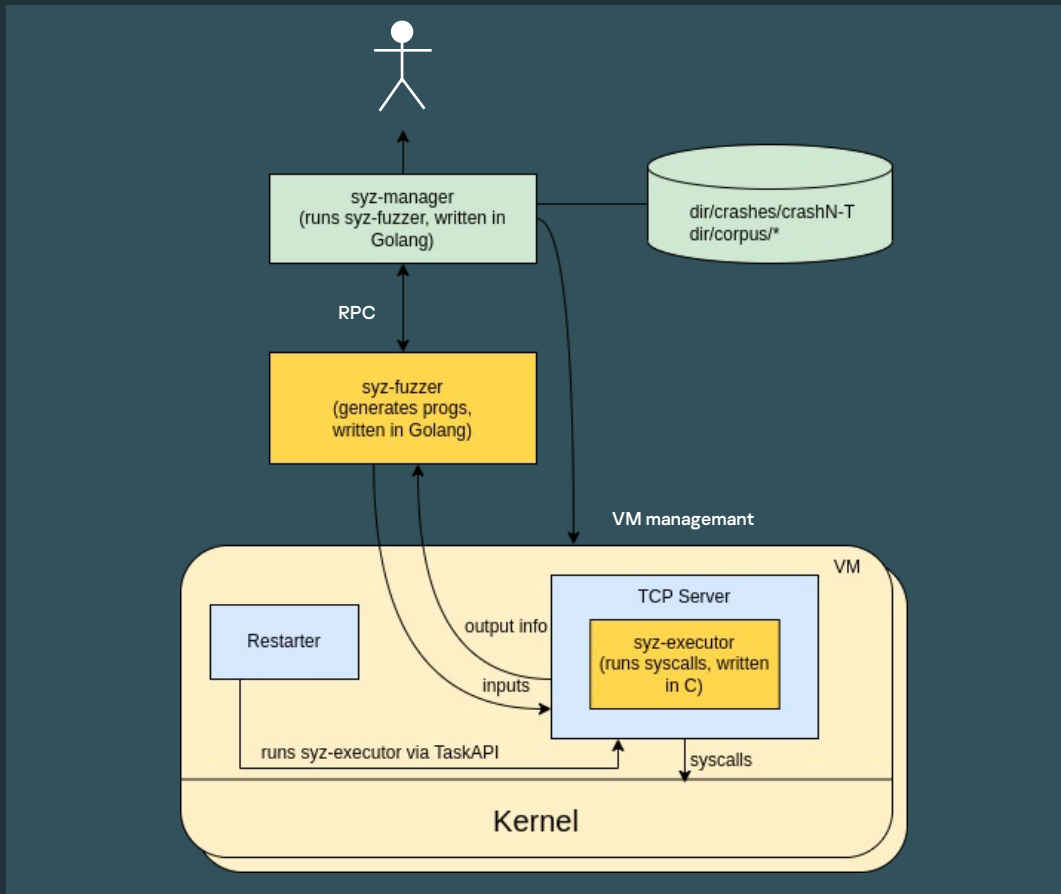 syz-manager
(runs syz-fuzzer, written in
Golang)
dir/crashes/crashN-T
dir/corpus/*
RPC
syz-fuzzer
(generates progs,
written in Golang)
VM managemant
VM
TCP Server
Restarter
output info
syz-executor
(runs syscalls, written
in C)
inputs
runs syz-executor via TaskAPI
syscalls
Kernel